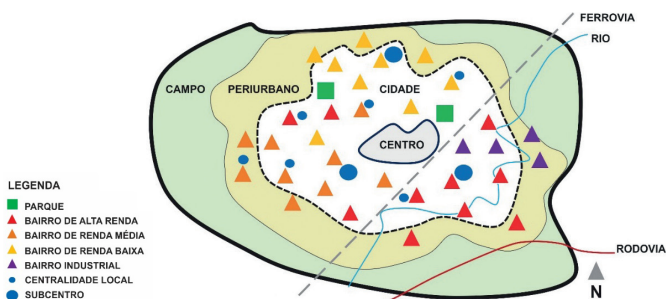 FERROVIA
RIO
CAMPO
PERIURBANO
CIDADE
CENTRO
LEGENDA
PARQUE
BAIRRO DE ALTA RENDA
BAIRRO DE RENDA MÉDIA
BAIRRO DE RENDA BAIXA
BAIRRO INDUSTRIAL
CENTRALIDADE LOCAL
SUBCENTRO
RODOVIA
N